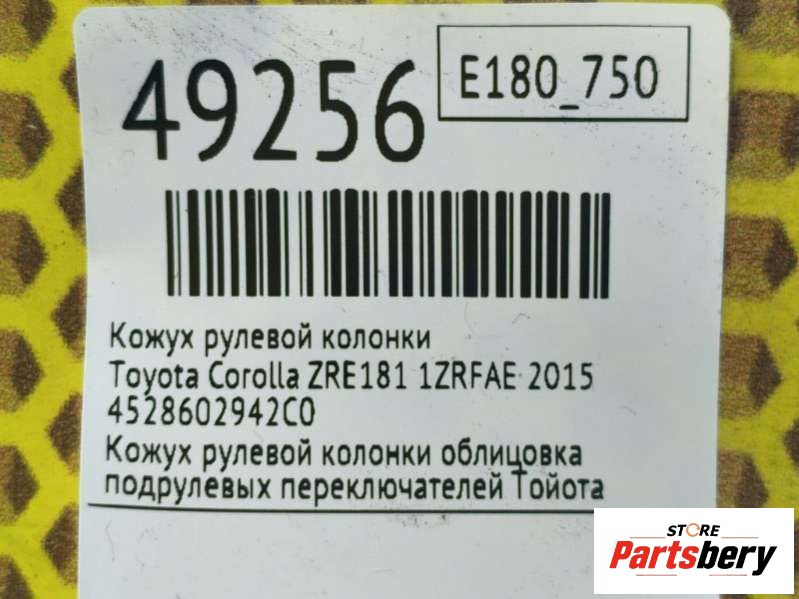 49256
E180_750
Кожух рулевой колонки
Toyota Corolla ZRE181 1ZRFAE 2015
4528602942C0
Кожух рулевой колонки облицовка
подрулевых переключателей Тойота
STORE
Partsbery